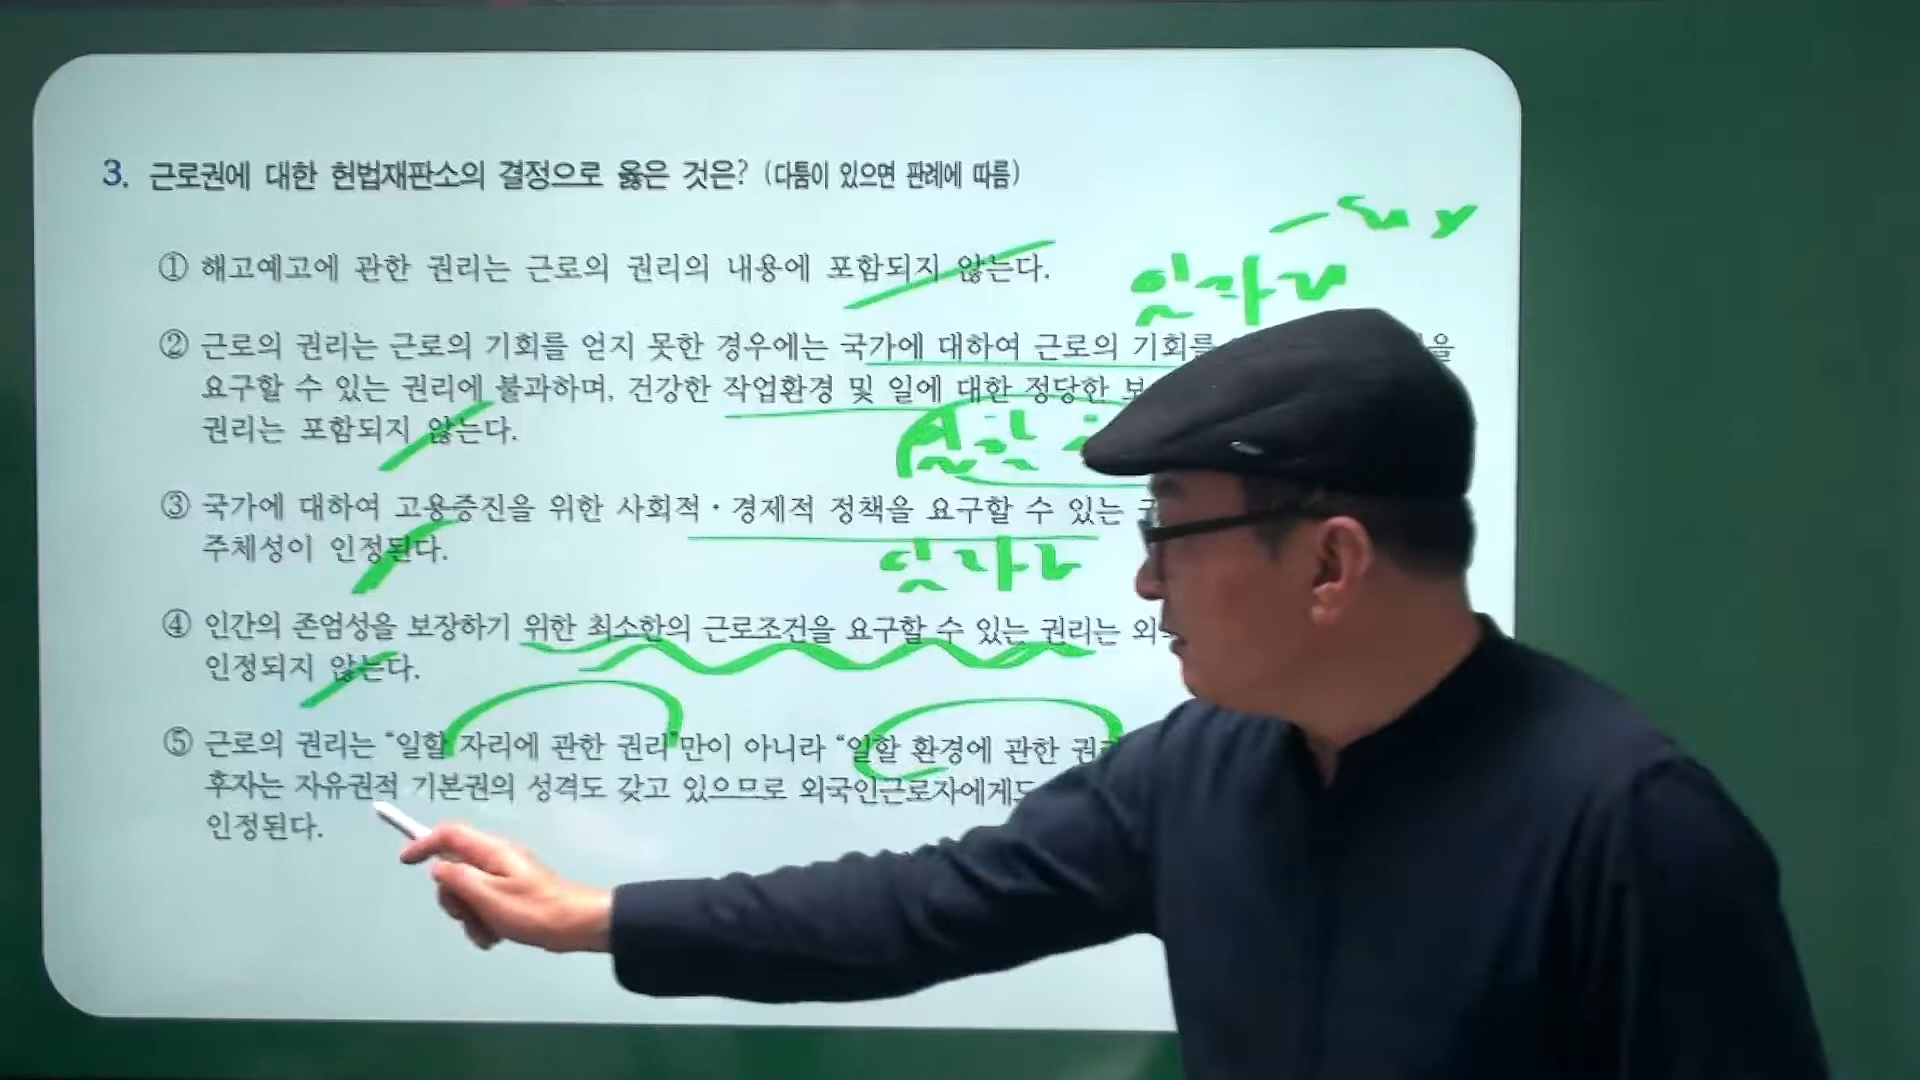 3. 근로권에 대한 헌법재판소의 결정으로 옳은 것은? (다툼이 있으면 판례에 따름)
① 해고예고에 관한 권리는 근로의 권리의 내용에 포함되지 않는다.
일자리
② 근로의 권리는 근로의 기회를 얻지 못한 경우에는 국가에 대하여 근로의 기회를
요구할 수 있는 권리에 불과하며, 건강한 작업환경 및 일에 대한 정당한
권리는 포함되지 않는다.
③ 국가에 대하여 고용증진을 위한 사회적·경제적 정책을 요구할 수 있는
주체성이 인정된다.
일자리
④ 인간의 존엄성을 보장하기 위한 최소한의 근로조건을 요구할 수 있는 권리는
인정되지 않는다.
⑤ 근로의 권리는 “일할 자리에 관한 권리”만이 아니라 “일할 환경에 관한
후자는 자유권적 기본권의 성격도 갖고 있으므로 외국인근로자에게도
인정된다.